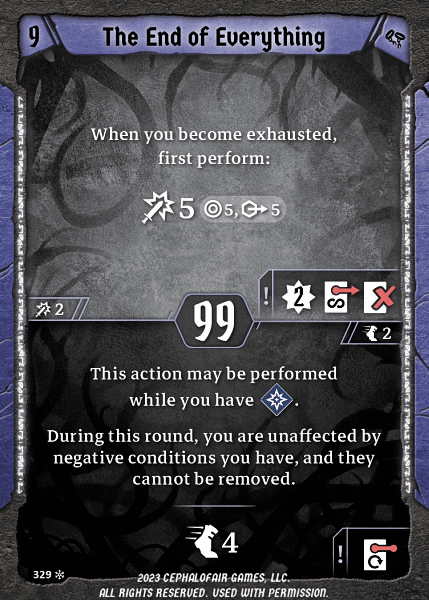 9 The End of Everything
When you become exhausted,
first perform:
5 5, 5
! 2
2
99
2
This action may be performed
while you have .
During this round, you are unaffected by
negative conditions you have, and they
cannot be removed.
4
!
329
2023 CEPHALOFAIR GAMES, LLC.
ALL RIGHTS RESERVED. USED WITH PERMISSION.